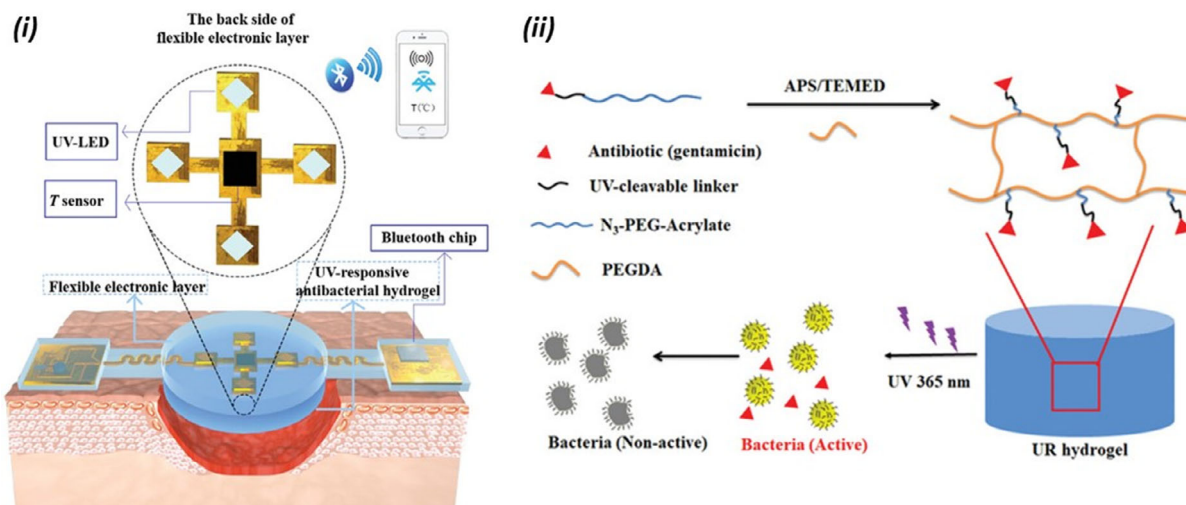 (i)
The back side of
flexible electronic layer
T (℃)
UV-LED
T sensor
Bluetooth chip
Flexible electronic layer
UV-responsive
antibacterial hydrogel
(ii)
APS/TEMED
Antibiotic (gentamicin)
UV-cleavable linker
N₃-PEG-Acrylate
PEGDA
UV 365 nm
Bacteria (Non-active)
Bacteria (Active)
UR hydrogel